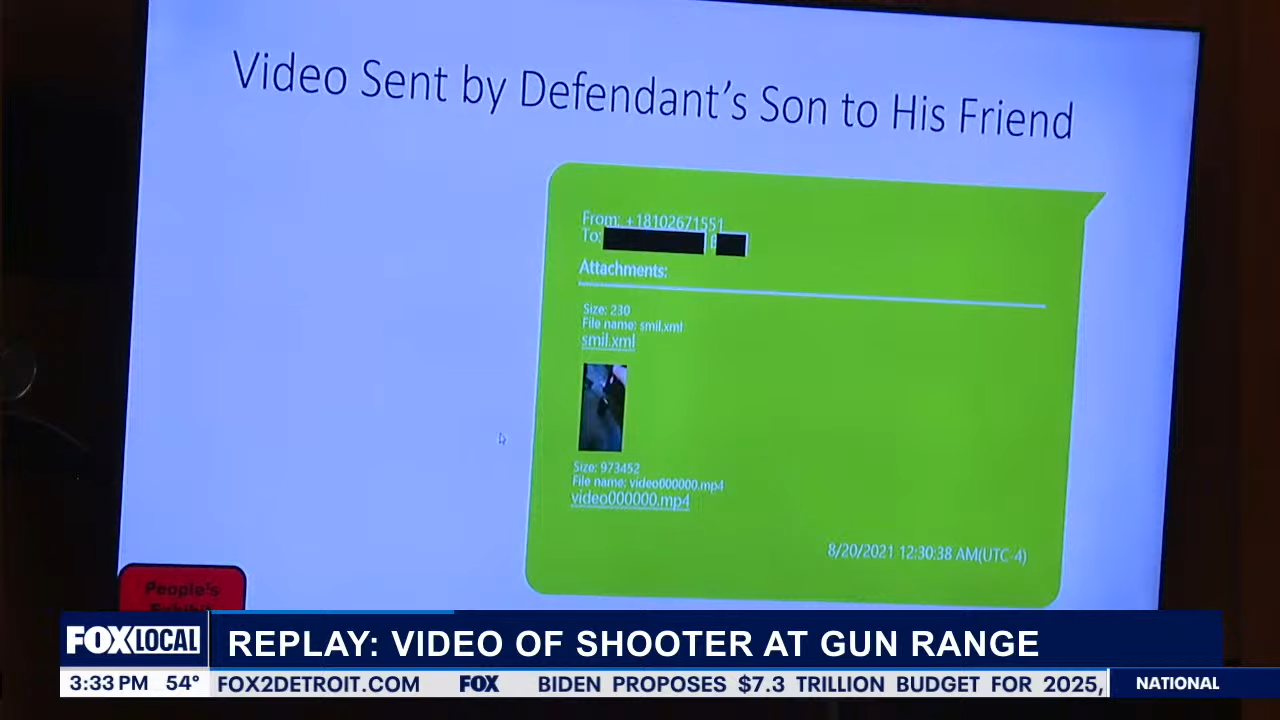 Video Sent by Defendant's Son to His Friend
From: +18102671551
To:
Attachments:
Size: 230
File name: smil.xml
smil.xml
Size: 973452
File name: video000000.mp4
video000000.mp4
8/20/2021 12:30:38 AM(UTC-4)
People's
Exhibit
FOX LOCAL
REPLAY: VIDEO OF SHOOTER AT GUN RANGE
3:33 PM 54° FOX2DETROIT.COM FOX BIDEN PROPOSES $7.3 TRILLION BUDGET FOR 2025, NATIONAL